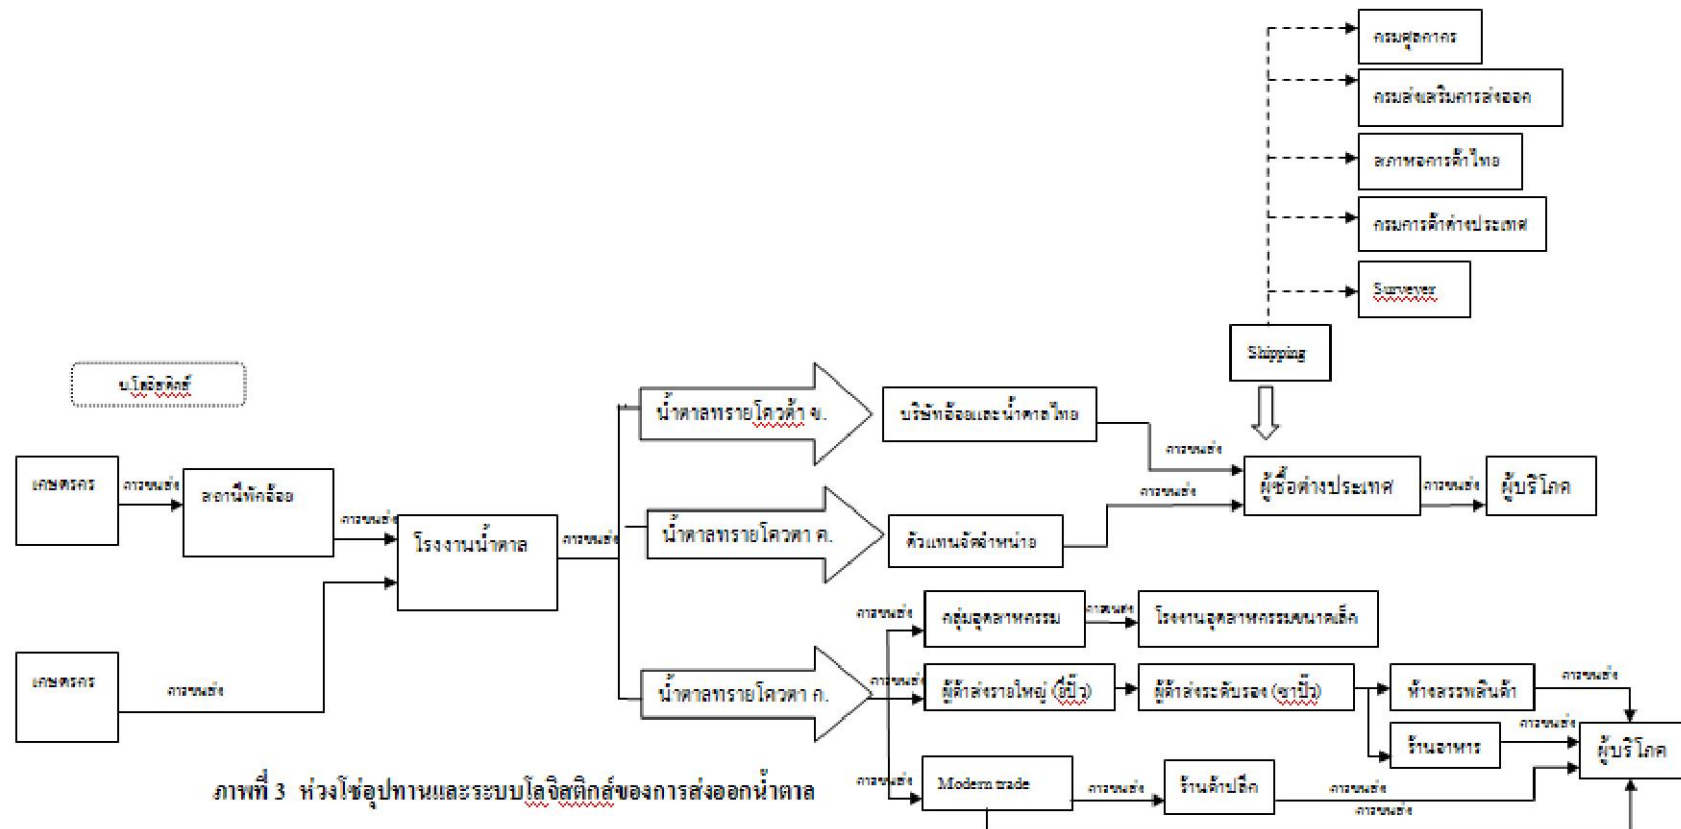 กรมศุลกากร
กรมส่งเสริมการส่งออก
สภาหอการค้าไทย
กรมการค้าต่างประเทศ
Surveyer
Shipping
บ.โลจิสติกส์
น้ำตาลทรายโควต้า ข.
บริษัทอ้อยและน้ำตาลไทย
การขนส่ง
เกษตรกร
การขนส่ง
สถานีพักอ้อย
ผู้ซื้อต่างประเทศ
การขนส่ง
ผู้บริโภค
การขนส่ง
การขนส่ง
โรงงานน้ำตาล
การขนส่ง
น้ำตาลทรายโควตา ค.
ตัวแทนจัดจำหน่าย
การขนส่ง
กลุ่มอุตสาหกรรม
การขนส่ง
โรงงานอุตสาหกรรมขนาดเล็ก
เกษตรกร
การขนส่ง
น้ำตาลทรายโควตา ก.
การขนส่ง
ผู้ค้าส่งรายใหญ่ (ยี่ปั๊ว)
ผู้ค้าส่งระดับรอง (ซาปั๊ว)
ห้างสรรพสินค้า
การขนส่ง
ร้านอาหาร
การขนส่ง
ผู้บริโภค
การขนส่ง
Modern trade
การขนส่ง
ร้านค้าปลีก
การขนส่ง
การขนส่ง
ภาพที่ 3 ห่วงโซ่อุปทานและระบบโลจิสติกส์ของการส่งออกน้ำตาล